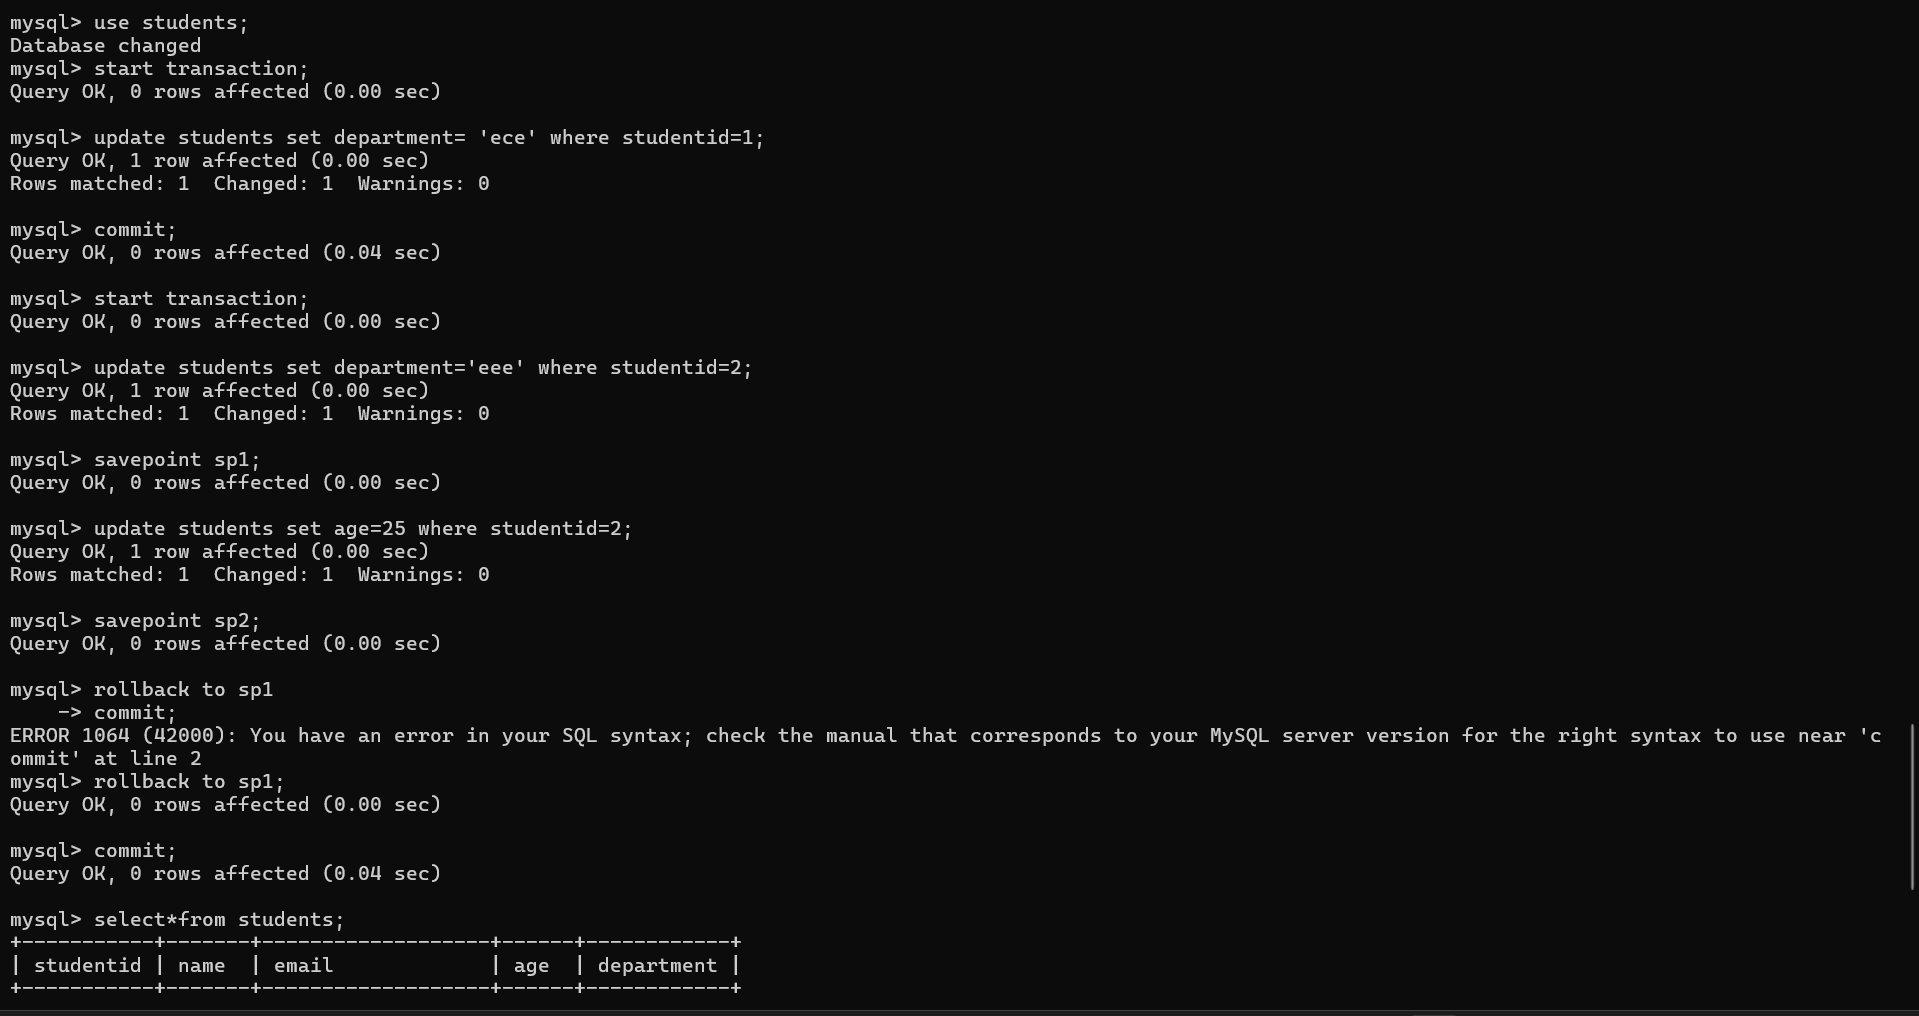 mysql> use students;
Database changed
mysql> start transaction;
Query OK, 0 rows affected (0.00 sec)
mysql> update students set department= 'ece' where studentid=1;
Query OK, 1 row affected (0.00 sec)
Rows matched: 1  Changed: 1  Warnings: 0
mysql> commit;
Query OK, 0 rows affected (0.04 sec)
mysql> start transaction;
Query OK, 0 rows affected (0.00 sec)
mysql> update students set department='eee' where studentid=2;
Query OK, 1 row affected (0.00 sec)
Rows matched: 1  Changed: 1  Warnings: 0
mysql> savepoint sp1;
Query OK, 0 rows affected (0.00 sec)
mysql> update students set age=25 where studentid=2;
Query OK, 1 row affected (0.00 sec)
Rows matched: 1  Changed: 1  Warnings: 0
mysql> savepoint sp2;
Query OK, 0 rows affected (0.00 sec)
mysql> rollback to sp1
    -> commit;
ERROR 1064 (42000): You have an error in your SQL syntax; check the manual that corresponds to your MySQL server version for the right syntax to use near 'c
ommit' at line 2
mysql> rollback to sp1;
Query OK, 0 rows affected (0.00 sec)
mysql> commit;
Query OK, 0 rows affected (0.04 sec)
mysql> select*from students;
+-----------+-------+-------------------+------+------------+
| studentid | name  | email             | age  | department |
+-----------+-------+-------------------+------+------------+